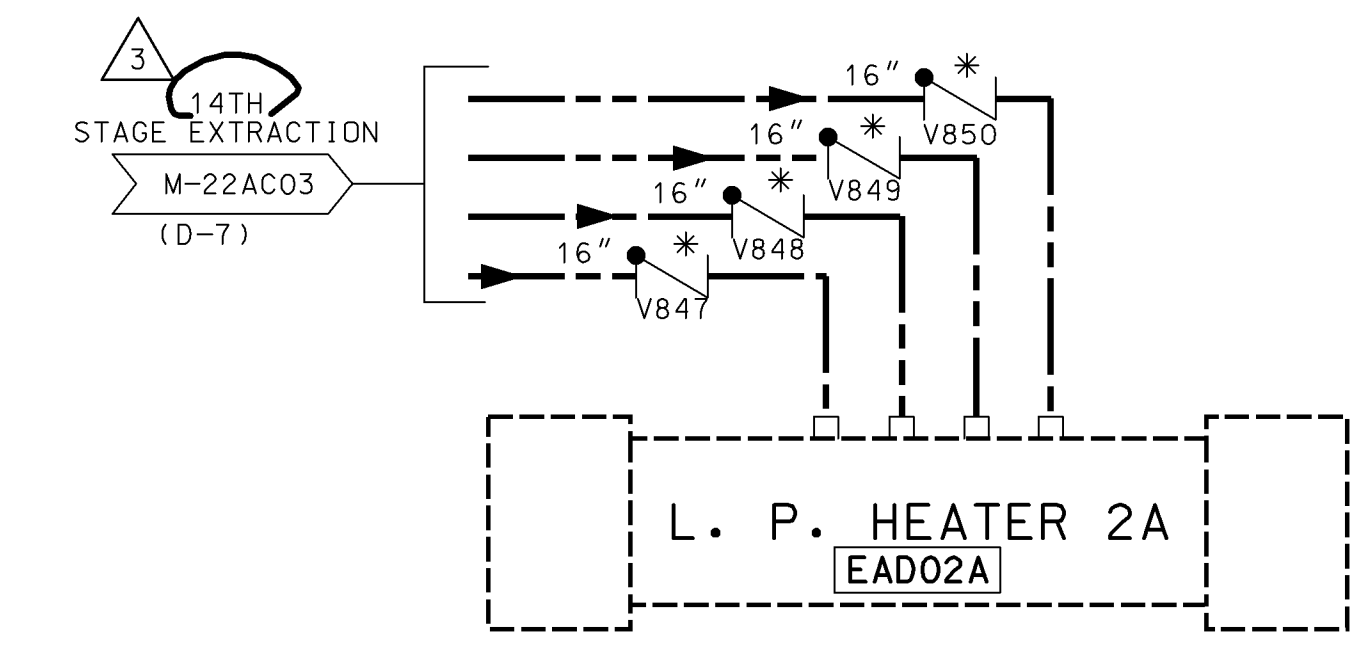 3
14TH
STAGE EXTRACTION
M-22AC03
(D-7)
16" *
V850
16" *
V849
16" *
V848
16" *
V847
L. P. HEATER 2A
EAD02A